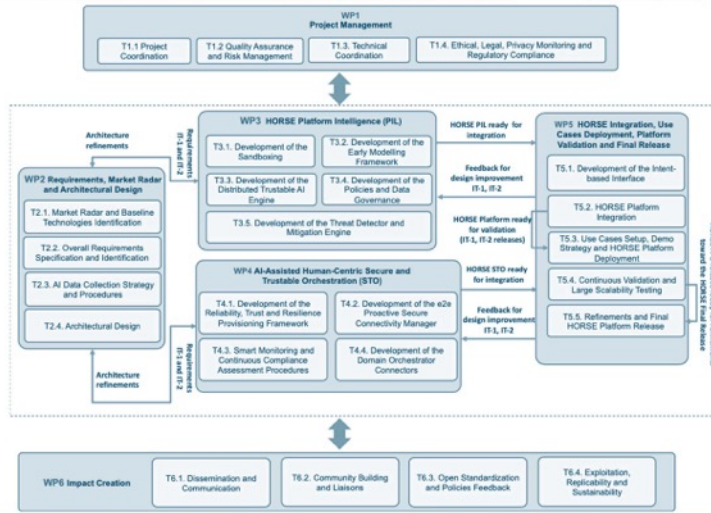 WP1
Project Management
T1.1 Project
Coordination
T1.2 Quality Assurance
and Risk Management
T1.3. Technical
Coordination
T1.4. Ethical, Legal, Privacy Monitoring and
Regulatory Compliance
Architecture
refinements
Requirements
IT-1 and IT-2
WP2 Requirements, Market Radar
and Architectural Design
T2.1. Market Radar and Baseline
Technologies Identification
T2.2. Overall Requirements
Specification and Identification
T2.3. AI Data Collection Strategy
and Procedures
T2.4. Architectural Design
Architecture
refinements
Requirements
IT-1 and IT-2
WP3 HORSE Platform Intelligence (PIL)
T3.1. Development of the
Sandboxing
T3.2. Development of the
Early Modelling
Framework
T3.3. Development of the
Distributed Trustable AI
Engine
T3.4. Development of the
Policies and Data
Governance
T3.5. Development of the Threat Detector and
Mitigation Engine
WP4 AI-Assisted Human-Centric Secure and
Trustable Orchestration (STO)
T4.1. Development of the
Reliability, Trust and Resilience
Provisioning Framework
T4.2. Development of the e2e
Proactive Secure
Connectivity Manager
T4.3. Smart Monitoring and
Continuous Compliance
Assessment Procedures
T4.4. Development of the
Domain Orchestrator
Connectors
HORSE PIL ready for
integration
Feedback for
design improvement
IT-1, IT-2
HORSE Platform ready
for validation
(IT-1, IT-2 releases)
HORSE STO ready for
integration
Feedback for
design improvement
IT-1, IT-2
WP5 HORSE Integration, Use
Cases Deployment, Platform
Validation and Final Release
T5.1. Development of the Intent-
based Interface
T5.2. HORSE Platform
Integration
T5.3. Use Cases Setup, Demo
Strategy and HORSE Platform
Deployment
T5.4. Continuous Validation and
Large Scalability Testing
T5.5. Refinements and Final
HORSE Platform Release
toward the HORSE Final
Release
WP6 Impact Creation
T6.1. Dissemination and
Communication
T6.2. Community Building
and Liaisons
T6.3. Open Standardization
and Policies Feedback
T6.4. Exploitation,
Replicability and
Sustainability